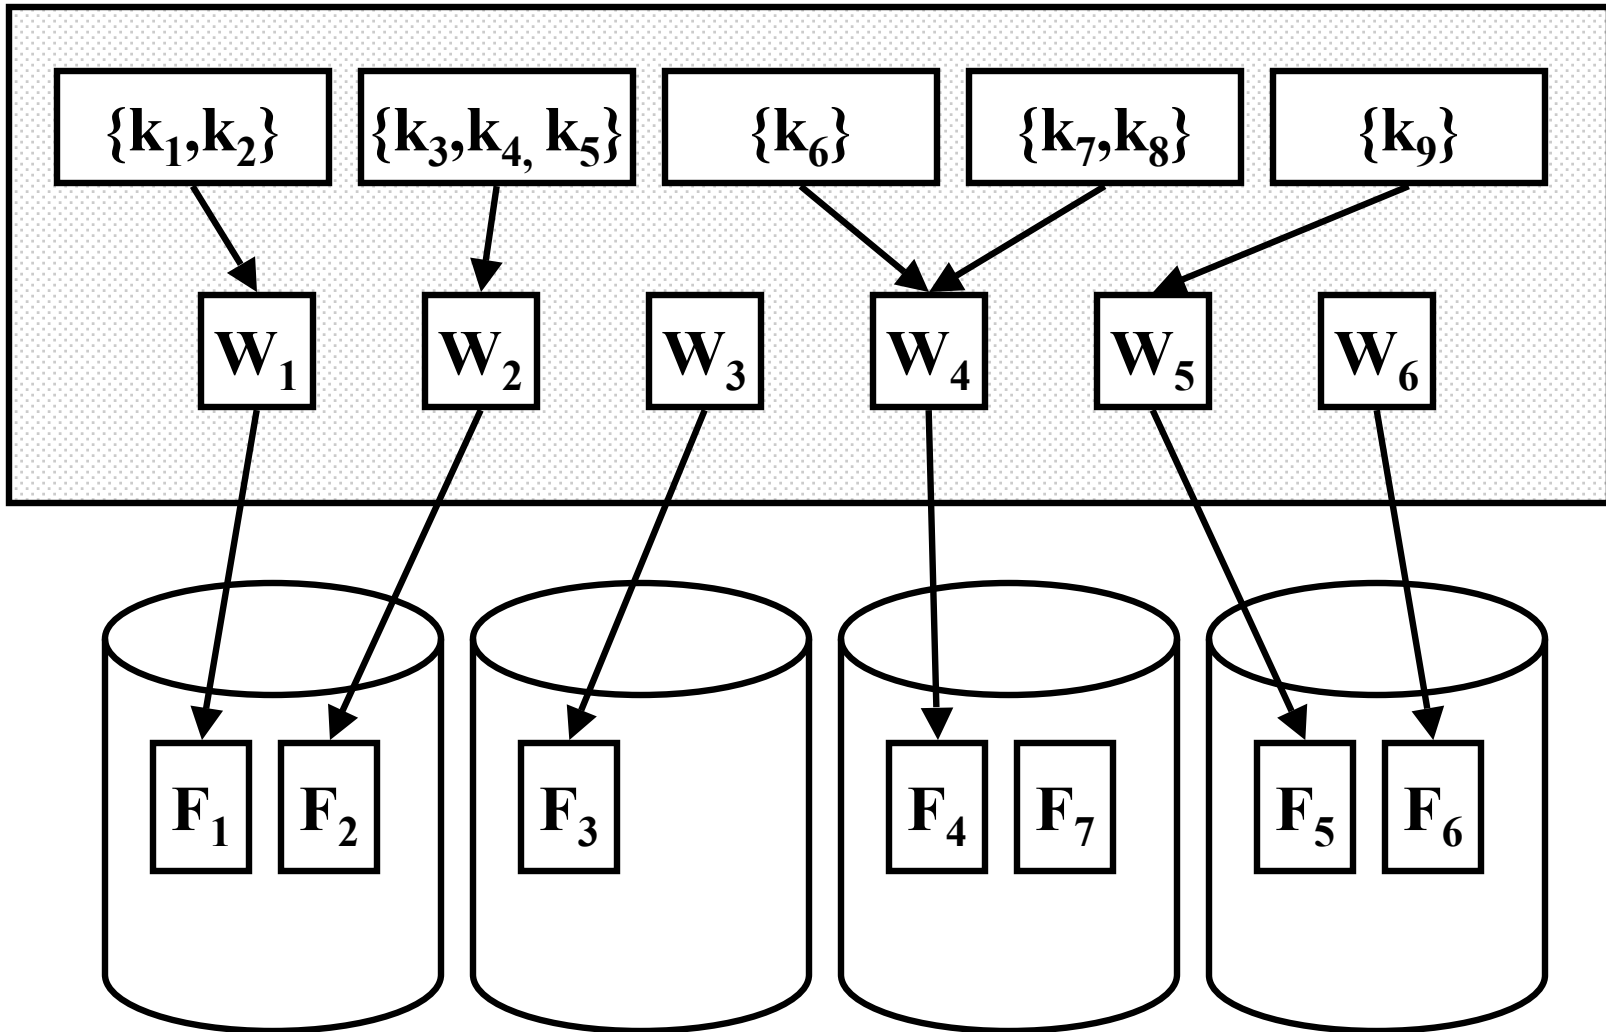 {k₁,k₂} {k₃,k₄, k₅} {k₆} {k₇,k₈} {k₉}
W₁ W₂ W₃ W₄ W₅ W₆
F₁ F₂ F₃ F₄ F₇ F₅ F₆